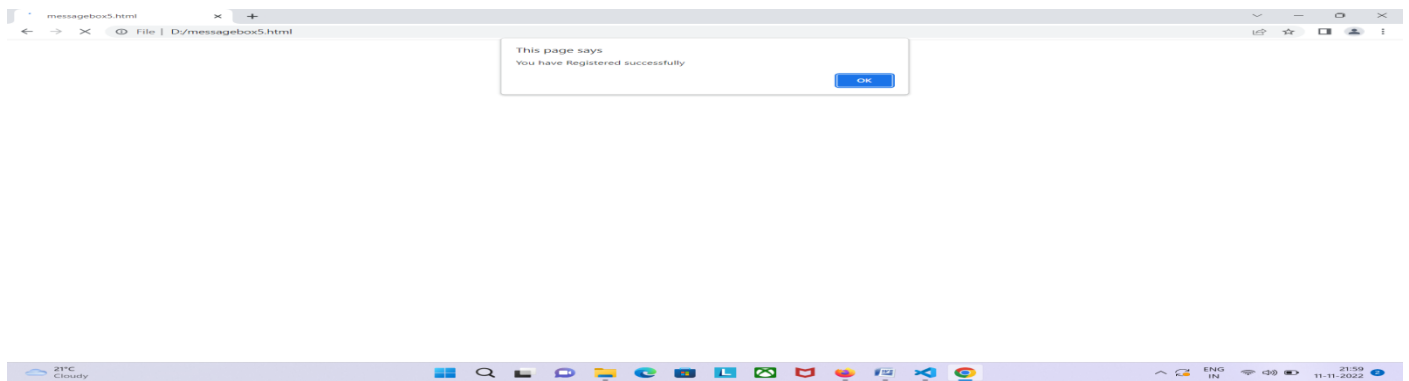 messagebox5.html
File | D:/messagebox5.html
This page says
You have Registered successfully
OK
21°C
Cloudy
L
ENG
IN
21:59
11-11-2022
2